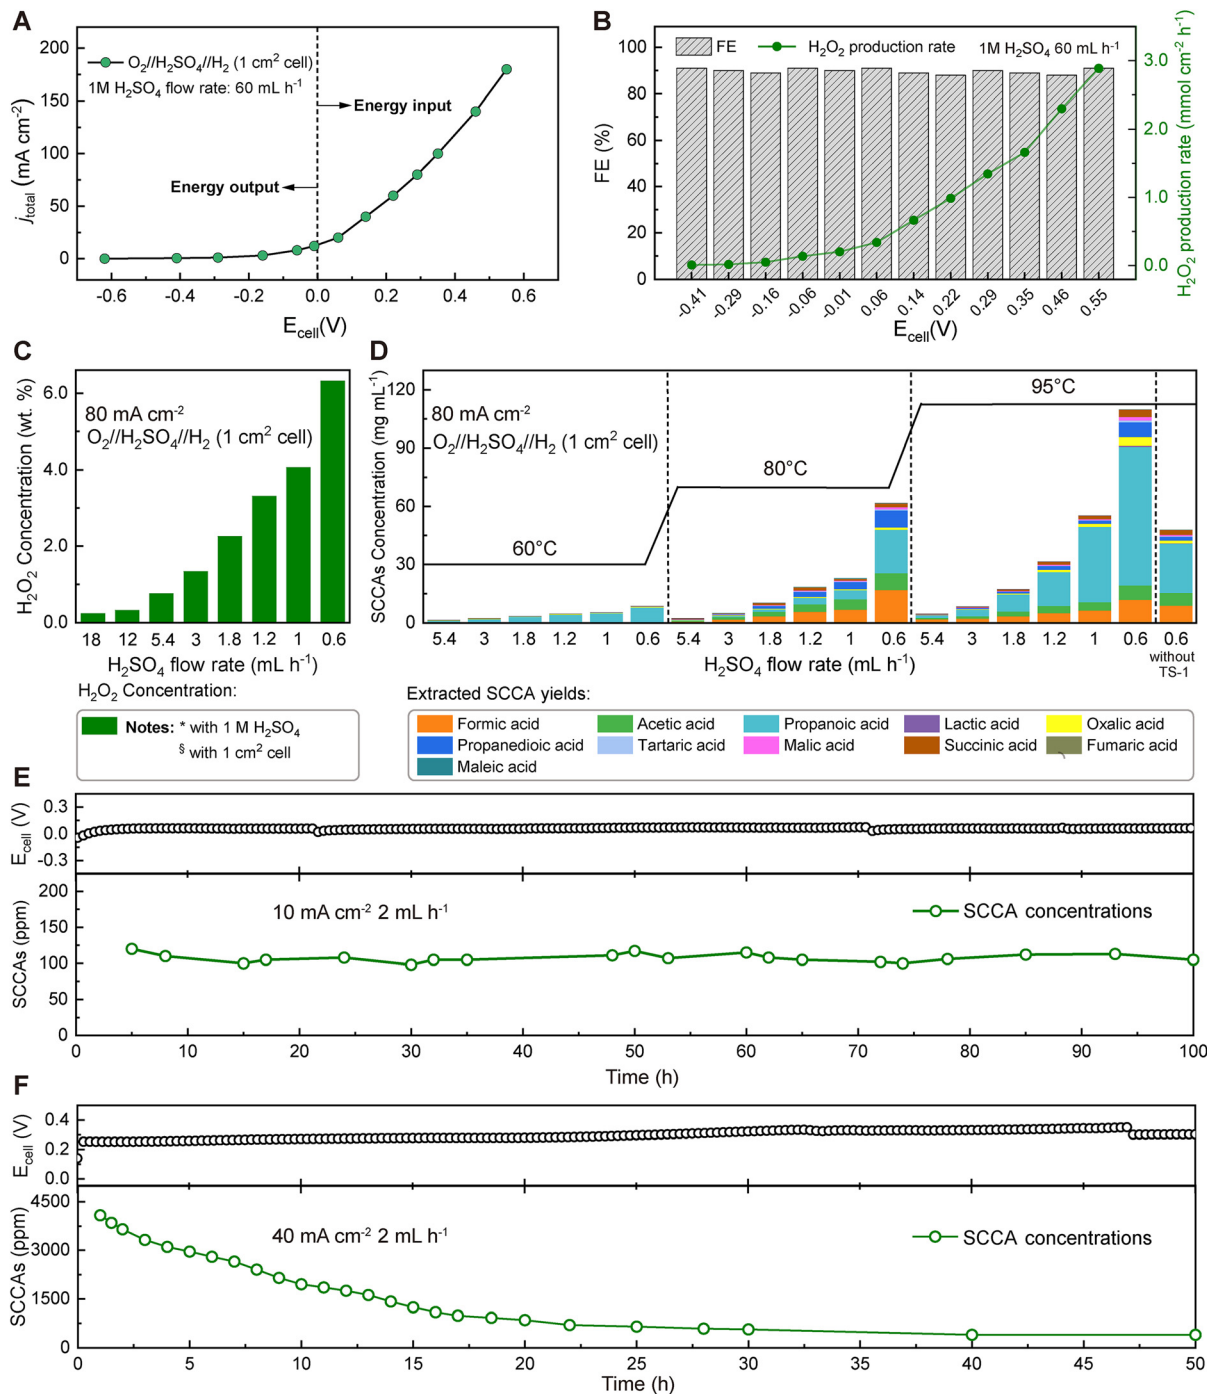 A
200
150
100
50
0
j total (mA cm-2)
O2//H2SO4//H2 (1 cm2 cell)
1M H2SO4 flow rate: 60 mL h-1
Energy input
Energy output
-0.6 -0.4 -0.2 0.0 0.2 0.4 0.6
Ecell(V)
B
100
80
60
40
20
0
FE (%)
FE H2O2 production rate 1M H2SO4 60 mL h-1
3.0
2.0
1.0
0.0
H2O2 production rate (mmol cm-2 h-1)
-0.41 -0.29 -0.16 -0.06 -0.01 0.06 0.14 0.22 0.29 0.35 0.46 0.55
Ecell(V)
C
6.0
4.0
2.0
0.0
H2O2 Concentration (wt. %)
80 mA cm-2
O2//H2SO4//H2 (1 cm2 cell)
18 12 5.4 3 1.8 1.2 1 0.6
H2SO4 flow rate (mL h-1)
D
120
90
60
30
0
SCCAs Concentration (mg mL-1)
80 mA cm-2
O2//H2SO4//H2 (1 cm2 cell)
60°C
80°C
95°C
5.4 3 1.8 1.2 1 0.6 5.4 3 1.8 1.2 1 0.6 5.4 3 1.8 1.2 1 0.6 0.6
without
TS-1
H2SO4 flow rate (mL h-1)
H2O2 Concentration:
Notes: * with 1 M H2SO4
§ with 1 cm2 cell
Extracted SCCA yields:
Formic acid Acetic acid Propanoic acid Lactic acid Oxalic acid
Propanedioic acid Tartaric acid Malic acid Succinic acid Fumaric acid
Maleic acid
E
0.3
0.0
-0.3
Ecell (V)
200
150
100
50
0
SCCAs (ppm)
10 mA cm-2 2 mL h-1
SCCA concentrations
0 10 20 30 40 50 60 70 80 90 100
Time (h)
F
0.4
0.2
0.0
Ecell (V)
4500
3000
1500
0
SCCAs (ppm)
40 mA cm-2 2 mL h-1
SCCA concentrations
0 5 10 15 20 25 30 35 40 45 50
Time (h)